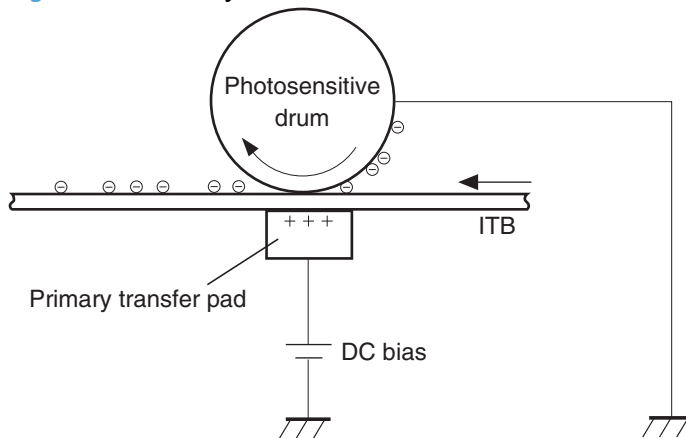 Photosensitive
drum
+ + +
ITB
Primary transfer pad
DC bias